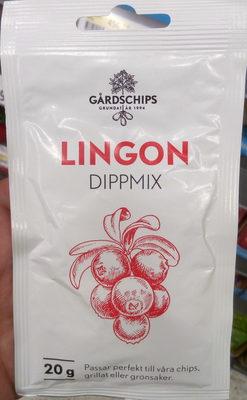 GÅRDSCHIPS
GRUNDAT ÅR 1994
LINGON
DIPPMIX
20 g
Passar perfekt till våra chips,
grillat eller grönsaker.